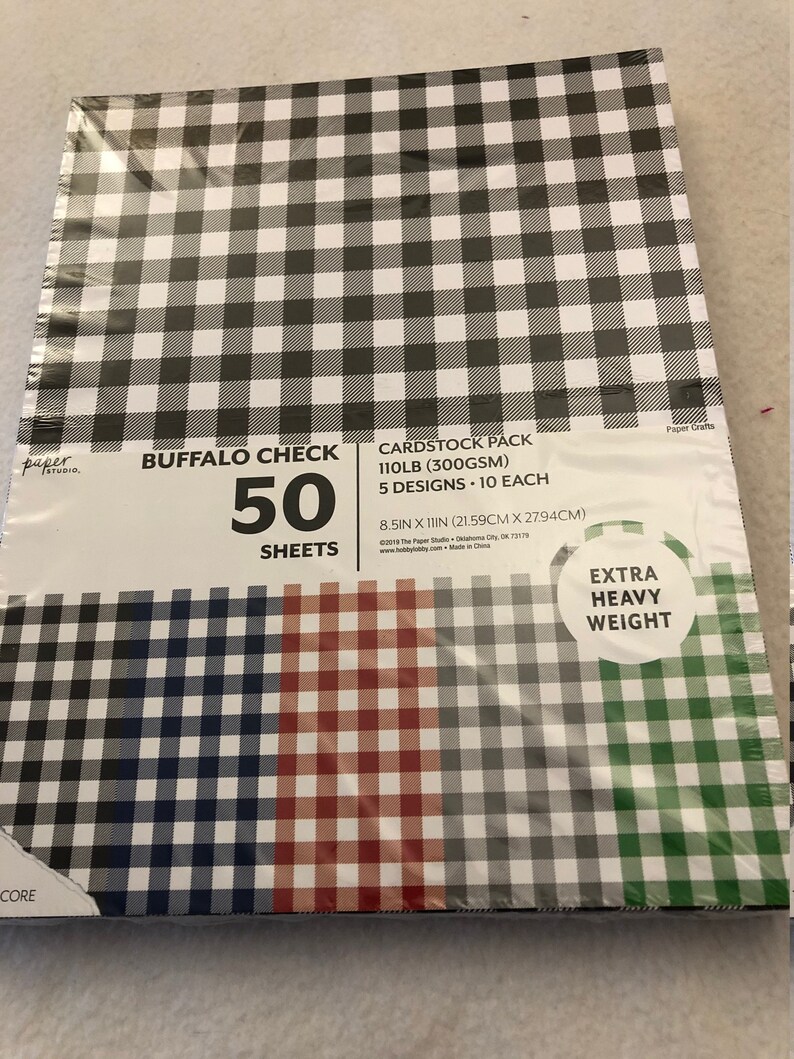 Paper Crafts
paper
STUDIO
BUFFALO CHECK
50
SHEETS
CARDSTOCK PACK
110LB (300GSM)
5 DESIGNS • 10 EACH
8.5IN X 11IN (21.59CM X 27.94CM)
©2019 The Paper Studio • Oklahoma City, OK 73179
www.hobbylobby.com • Made in China
EXTRA
HEAVY
WEIGHT
CORE